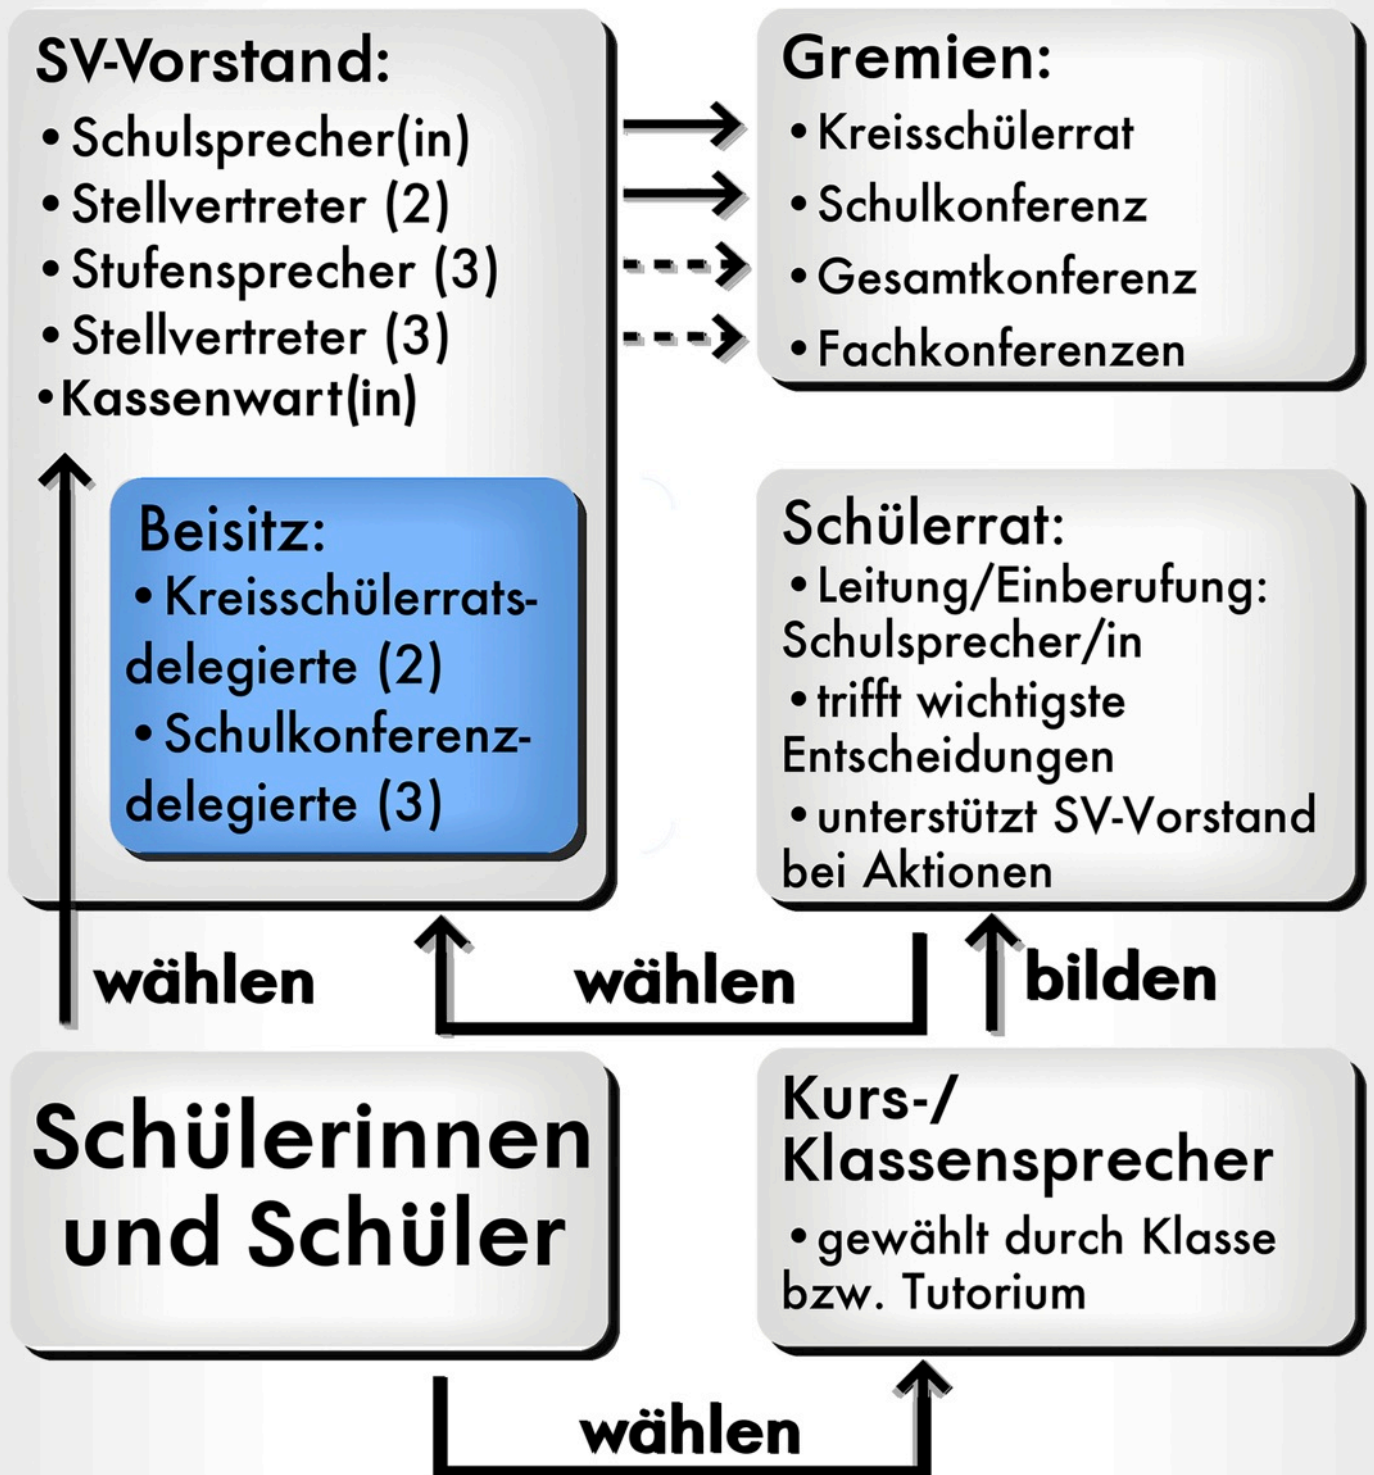 SV-Vorstand:
• Schulsprecher(in)
• Stellvertreter (2)
• Stufensprecher (3)
• Stellvertreter (3)
• Kassenwart(in)
Beisitz:
• Kreisschülerrats-
delegierte (2)
• Schulkonferenz-
delegierte (3)
Gremien:
• Kreisschülerrat
• Schulkonferenz
• Gesamtkonferenz
• Fachkonferenzen
Schülerrat:
• Leitung/Einberufung:
Schulsprecher/in
• trifft wichtigste
Entscheidungen
• unterstützt SV-Vorstand
bei Aktionen
wählen
wählen
bilden
Schülerinnen
und Schüler
Kurs-/
Klassensprecher
• gewählt durch Klasse
bzw. Tutorium
wählen